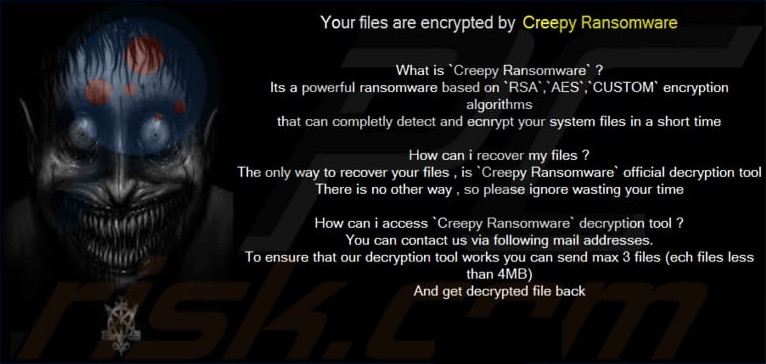 Your files are encrypted by Creepy Ransomware
What is `Creepy Ransomware` ?
Its a powerful ransomware based on `RSA`,`AES`,`CUSTOM` encryption
algorithms
that can completly detect and ecnrypt your system files in a short time
How can i recover my files ?
The only way to recover your files , is `Creepy Ransomware` official decryption tool
There is no other way , so please ignore wasting your time
How can i access `Creepy Ransomware` decryption tool ?
You can contact us via following mail addresses.
To ensure that our decryption tool works you can send max 3 files (ech files less
than 4MB)
And get decrypted file back
PC
risk.com